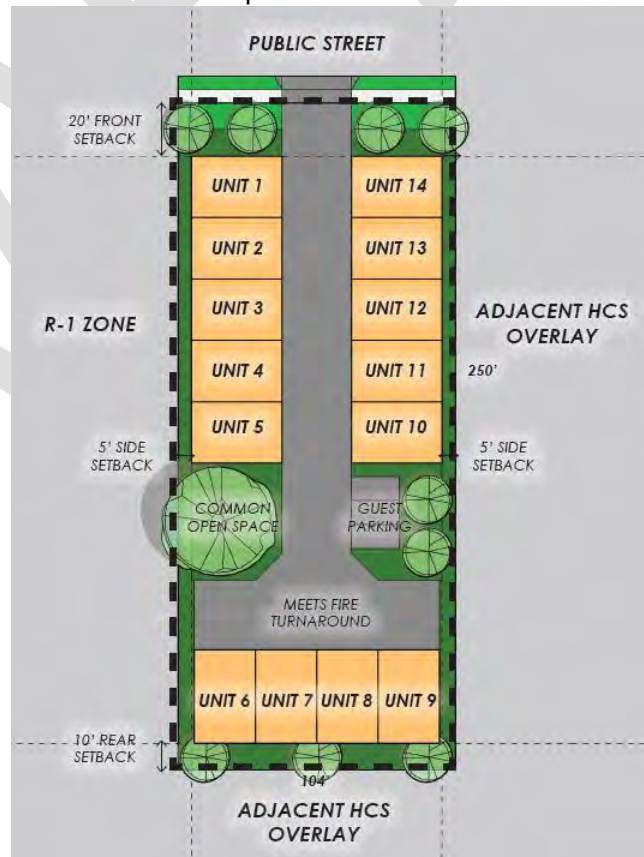 PUBLIC STREET
20' FRONT
SETBACK
UNIT 1
UNIT 14
UNIT 2
UNIT 13
UNIT 3
UNIT 12
R-1 ZONE
ADJACENT HCS
OVERLAY
UNIT 4
UNIT 11
250'
UNIT 5
UNIT 10
5' SIDE
SETBACK
5' SIDE
SETBACK
COMMON
OPEN SPACE
GUEST
PARKING
MEETS FIRE
TURNAROUND
UNIT 6
UNIT 7
UNIT 8
UNIT 9
10' REAR
SETBACK
104'
ADJACENT HCS
OVERLAY